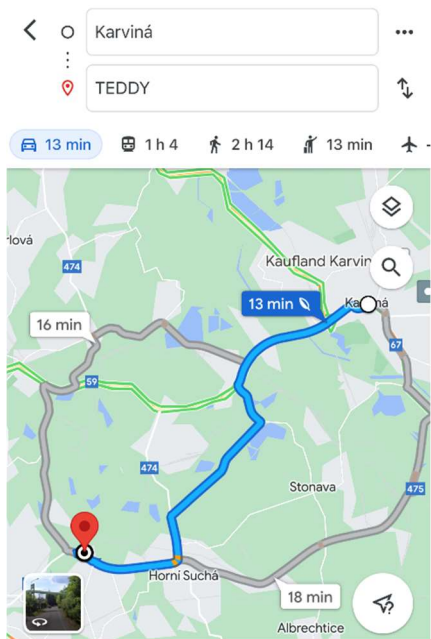 Karviná
TEDDY
13 min
1 h 4
2 h 14
13 min
474
Kaufland Karvin
13 min
16 min
67
59
474
475
Stonava
Horní Suchá
18 min
Albrechtice